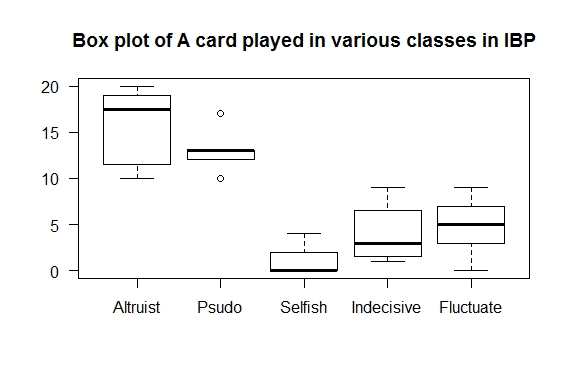 Box plot of A card played in various classes in IBP
20
15
10
5
0
Altruist Psudo Selfish Indecisive Fluctuate